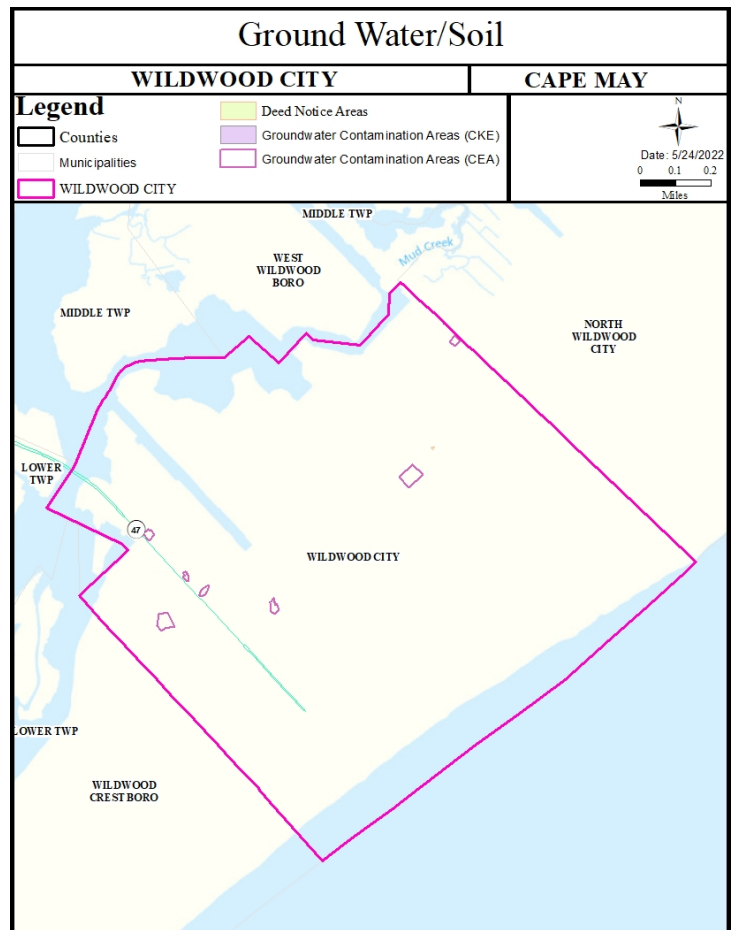 Ground Water/Soil
WILDWOOD CITY
CAPE MAY
Legend
Counties
Municipalities
WILDWOOD CITY
Deed Notice Areas
Groundwater Contamination Areas (CKE)
Groundwater Contamination Areas (CEA)
N
Date: 5/24/2022
0 0.1 0.2
Miles
MIDDLE TWP
Mud Creek
WEST
WILDWOOD
BORO
MIDDLE TWP
NORTH
WILDWOOD
CITY
LOWER
TWP
47
WILDWOOD CITY
LOWER TWP
WILDWOOD
CREST BORO